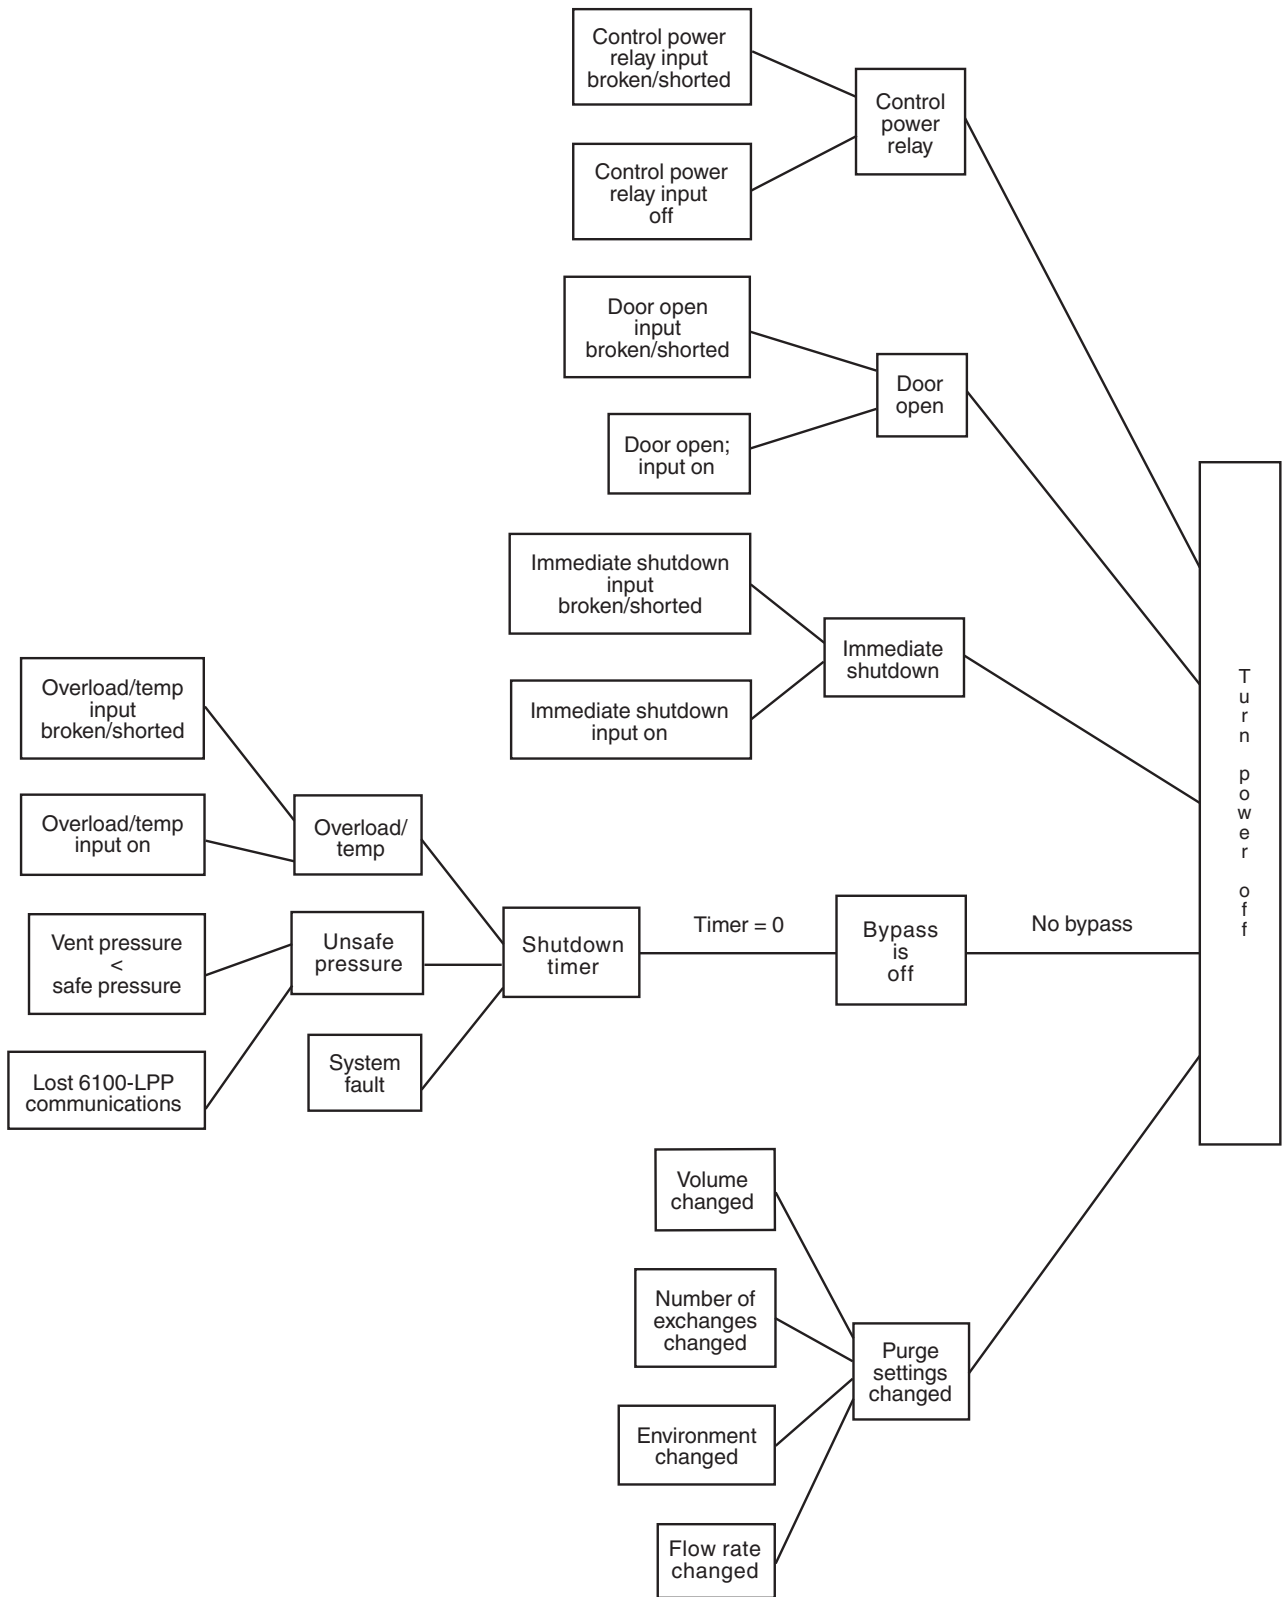 Control power
relay input
broken/shorted
Control
power
relay
Control power
relay input
off
Door open
input
broken/shorted
Door
open
Door open;
input on
Immediate shutdown
input
broken/shorted
Immediate
shutdown
Immediate shutdown
input on
Turn power off
Overload/temp
input
broken/shorted
Overload/temp
input on
Overload/
temp
Vent pressure
<
safe pressure
Unsafe
pressure
Shutdown
timer
Timer = 0
Bypass
is
off
No bypass
Lost 6100-LPP
communications
System
fault
Volume
changed
Number of
exchanges
changed
Purge
settings
changed
Environment
changed
Flow rate
changed